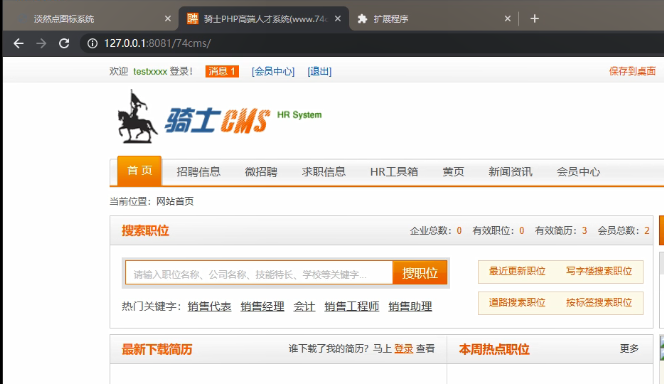 淡然点图标系统
骑士PHP高端人才系统(www.74c
扩展程序
127.0.0.1:8081/74cms/
欢迎 testxxxx 登录! 消息 1 [会员中心] [退出] 保存到桌面
骑士CMS HR System
首页 招聘信息 微招聘 求职信息 HR工具箱 黄页 新闻资讯 会员中心
当前位置: 网站首页
搜索职位 企业总数: 0 有效职位: 0 有效简历: 3 会员总数: 2
请输入职位名称、公司名称、技能特长、学校等关键字... 搜职位
最近更新职位 写字楼搜索职位
热门关键字: 销售代表 销售经理 会计 销售工程师 销售助理
道路搜索职位 按标签搜索职位
最新下载简历 谁下载了我的简历? 马上 登录 查看 本周热点职位 更多